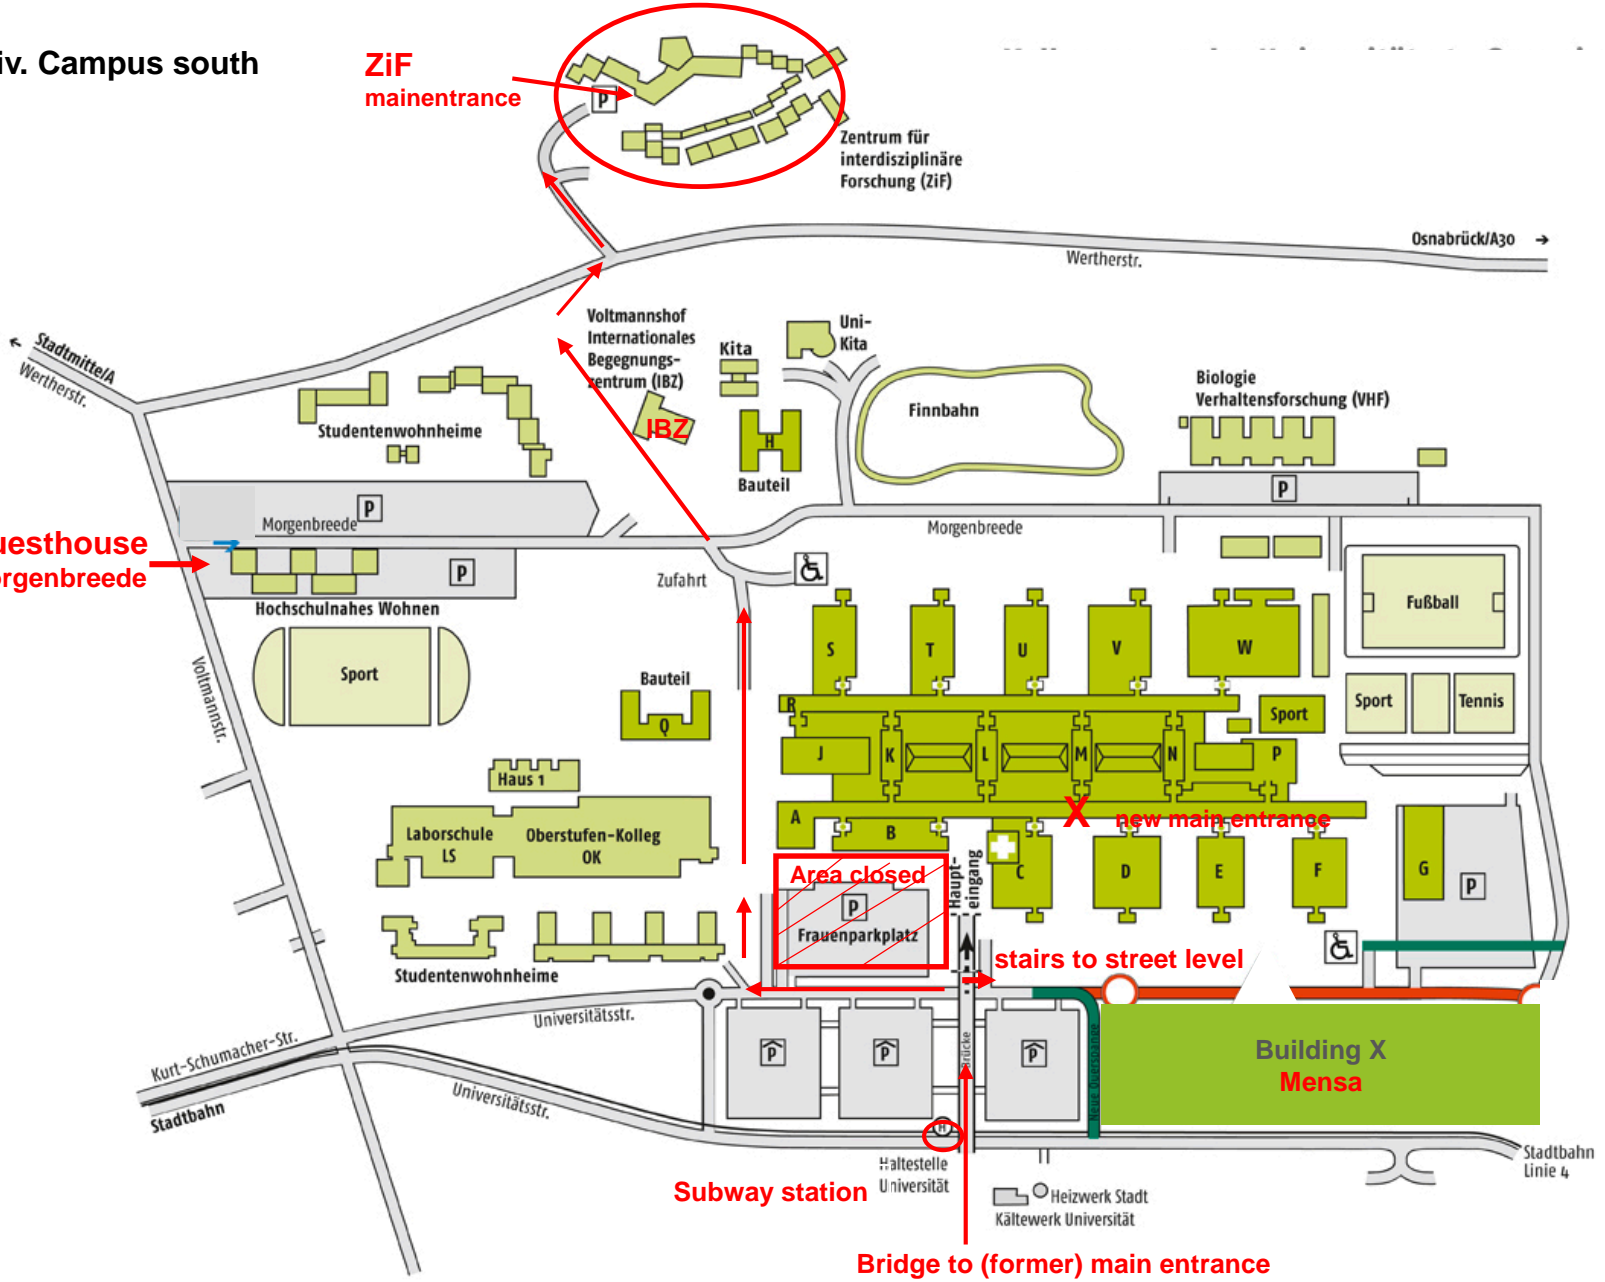 iv. Campus south
ZiF
mainentrance
P
Zentrum für
interdisziplinäre
Forschung (ZiF)
Osnabrück/A30 →
Wertherstr.
← Stadtmitte/A
Wertherstr.
Voltmannshof
Internationales
Begegnungs-
zentrum (IBZ)
IBZ
Kita
Uni-
Kita
H
Bauteil
Finnbahn
Biologie
Verhaltensforschung (VHF)
P
Studentenwohnheime
P
Morgenbreede
Morgenbreede
uesthouse
orgenbreede
P
Hochschulnahes Wohnen
Zufahrt
Fußball
Sport
Voltmannstr.
Bauteil
Q
S
T
U
V
W
R
Sport
Sport
Tennis
J
K
L
M
N
P
Haus 1
Laborschule
LS
Oberstufen-Kolleg
OK
A
B
X
new main entrance
C
D
E
F
G
P
Area closed
P
Frauenparkplatz
Haupt-
eingang
stairs to street level
Studentenwohnheime
Universitätsstr.
Kurt-Schumacher-Str.
Stadtbahn
Universitätsstr.
P
P
P
Brücke
Building X
Mensa
H
Haltestelle
Universität
Subway station
Heizwerk Stadt
Kältewerk Universität
Stadtbahn
Linie 4
Bridge to (former) main entrance